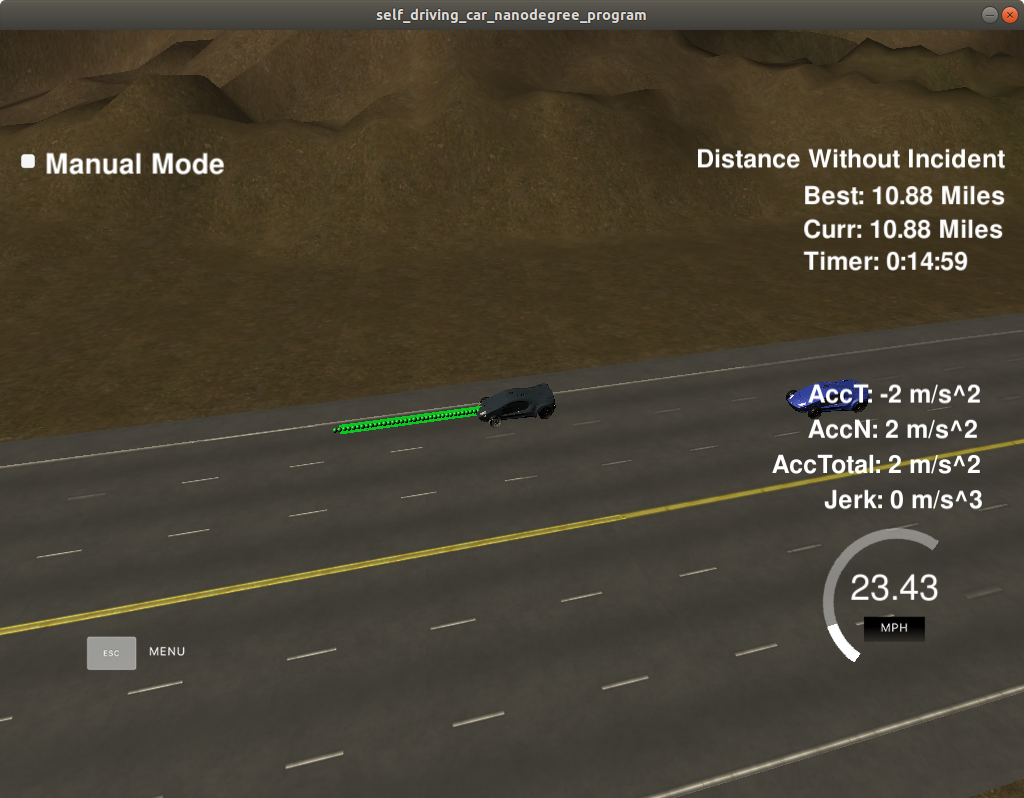 self_driving_car_nanodegree_program
Manual Mode
Distance Without Incident
Best: 10.88 Miles
Curr: 10.88 Miles
Timer: 0:14:59
AccT: -2 m/s^2
AccN: 2 m/s^2
AccTotal: 2 m/s^2
Jerk: 0 m/s^3
23.43
MPH
ESC MENU